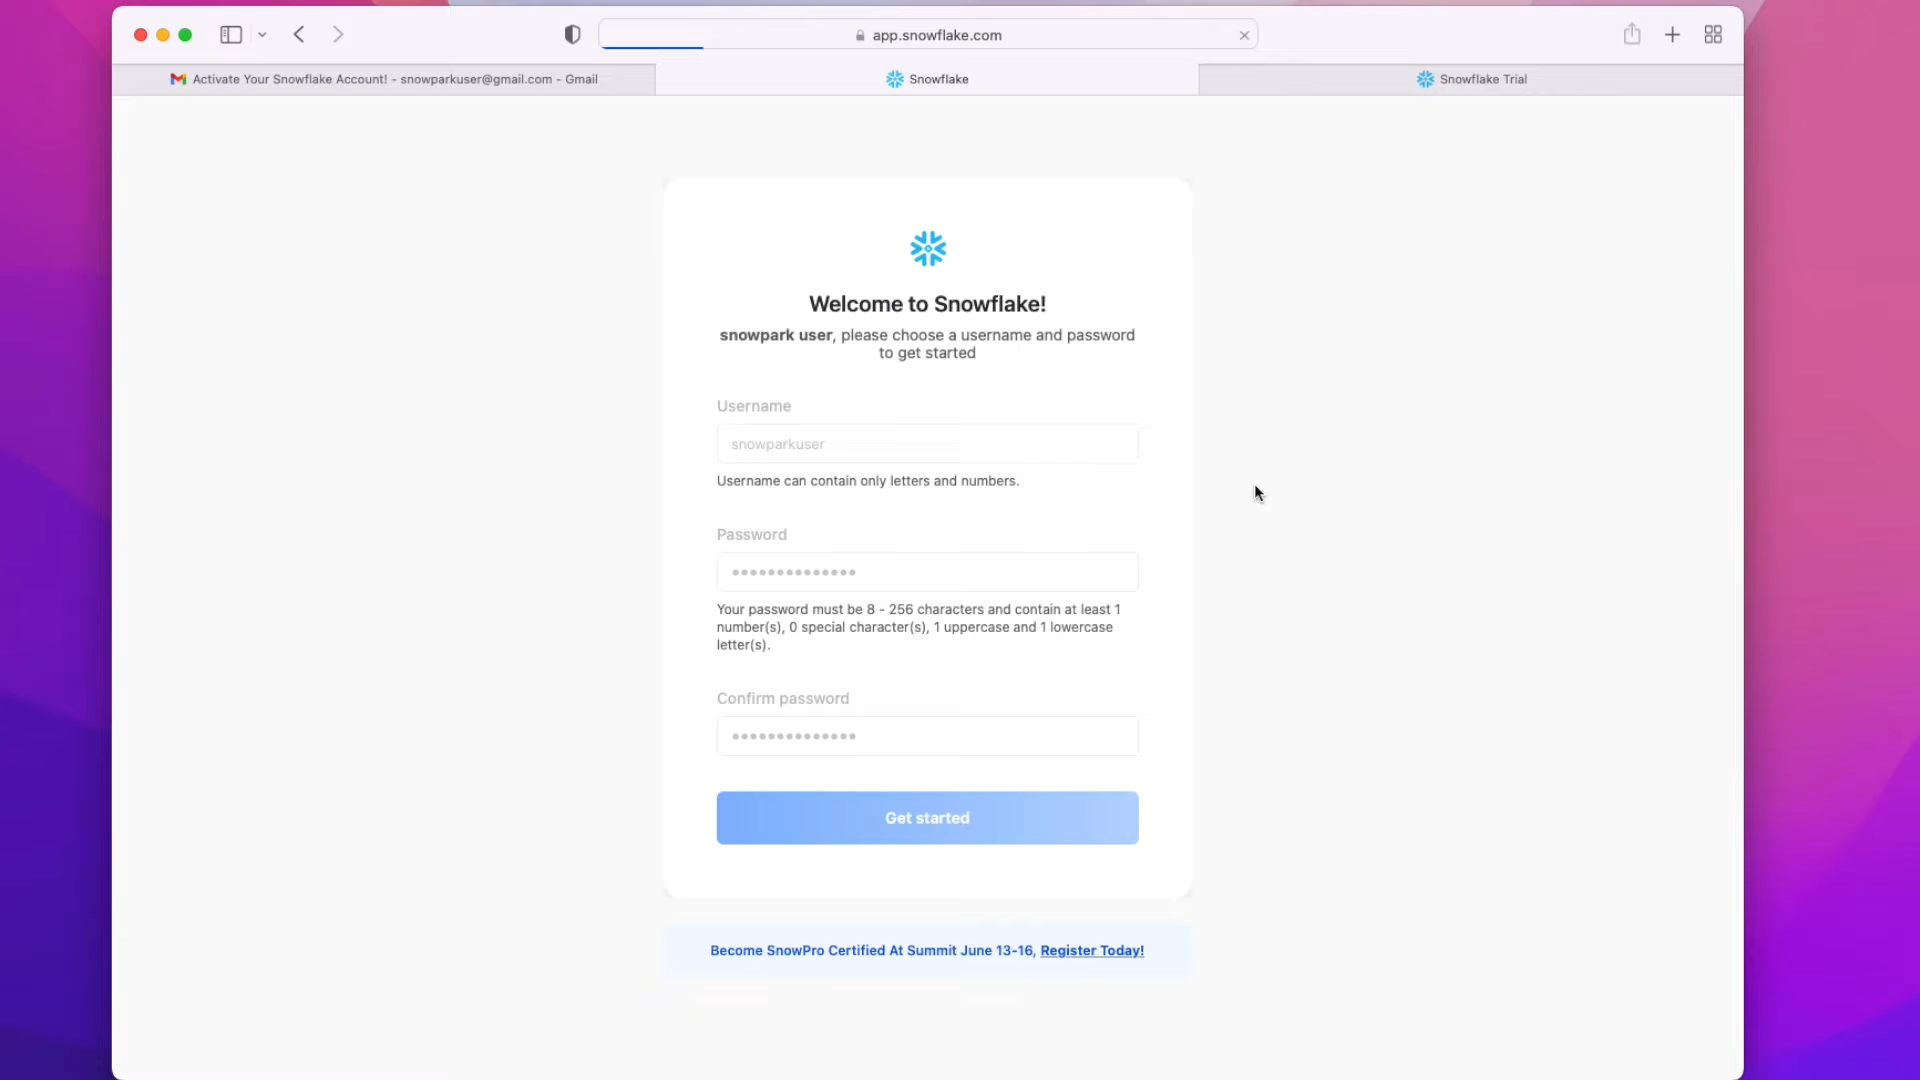 app.snowflake.com
Activate Your Snowflake Account! - snowparkuser@gmail.com - Gmail
Snowflake
Snowflake Trial
Welcome to Snowflake!
snowpark user, please choose a username and password
to get started
Username
snowparkuser
Username can contain only letters and numbers.
Password
••••••••••••••
Your password must be 8 - 256 characters and contain at least 1
number(s), 0 special character(s), 1 uppercase and 1 lowercase
letter(s).
Confirm password
••••••••••••••
Get started
Become SnowPro Certified At Summit June 13-16, Register Today!